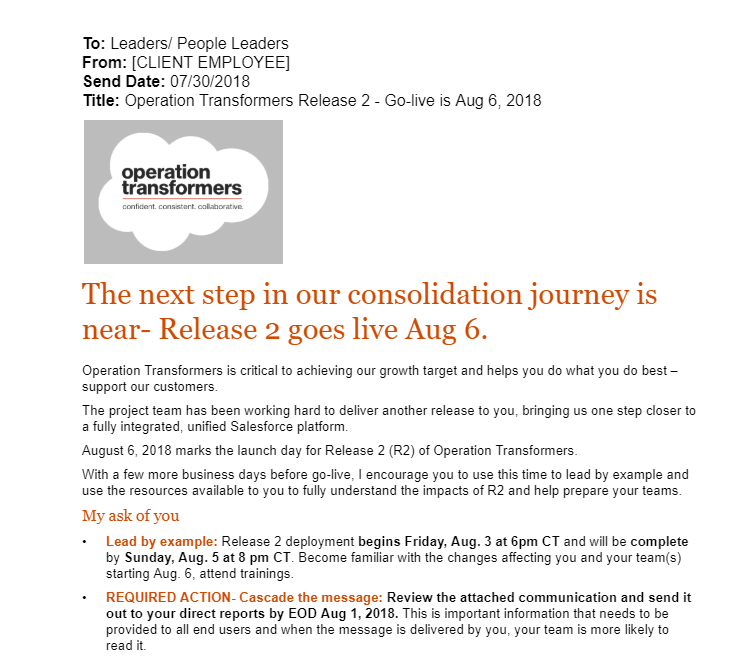 To: Leaders/ People Leaders
From: [CLIENT EMPLOYEE]
Send Date: 07/30/2018
Title: Operation Transformers Release 2 - Go-live is Aug 6, 2018
operation
transformers
confident. consistent. collaborative.
The next step in our consolidation journey is
near- Release 2 goes live Aug 6.
Operation Transformers is critical to achieving our growth target and helps you do what you do best –
support our customers.
The project team has been working hard to deliver another release to you, bringing us one step closer to
a fully integrated, unified Salesforce platform.
August 6, 2018 marks the launch day for Release 2 (R2) of Operation Transformers.
With a few more business days before go-live, I encourage you to use this time to lead by example and
use the resources available to you to fully understand the impacts of R2 and help prepare your teams.
My ask of you
• Lead by example: Release 2 deployment begins Friday, Aug. 3 at 6pm CT and will be complete
by Sunday, Aug. 5 at 8 pm CT. Become familiar with the changes affecting you and your team(s)
starting Aug. 6, attend trainings.
• REQUIRED ACTION- Cascade the message: Review the attached communication and send it
out to your direct reports by EOD Aug 1, 2018. This is important information that needs to be
provided to all end users and when the message is delivered by you, your team is more likely to
read it.